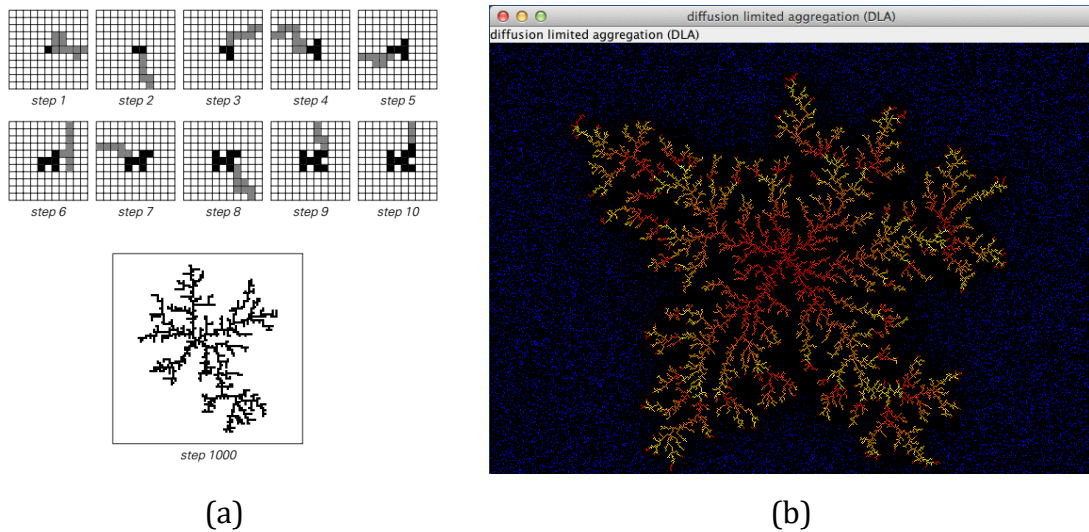 step 1
step 2
step 3
step 4
step 5
step 6
step 7
step 8
step 9
step 10
step 1000
(a)
diffusion limited aggregation (DLA)
diffusion limited aggregation (DLA)
(b)